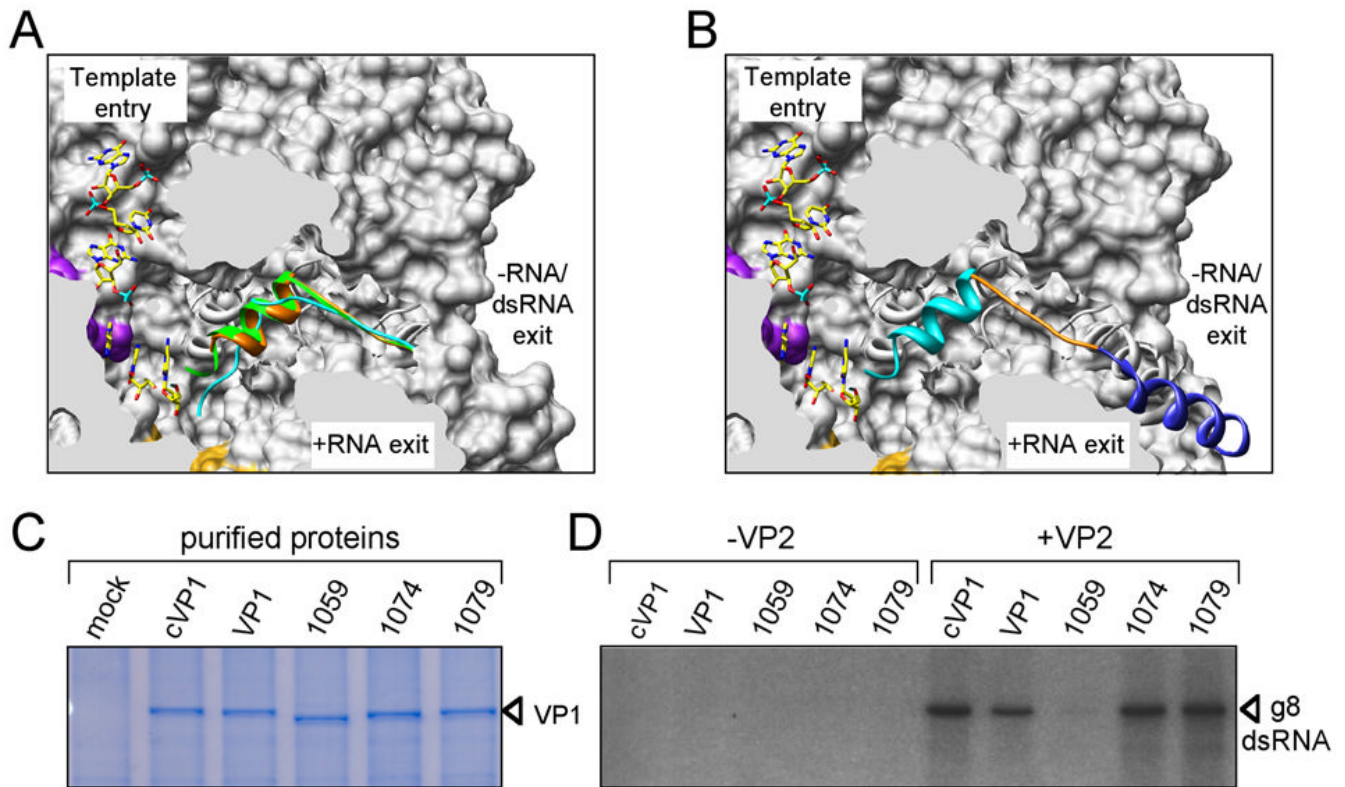 A
Template
entry
-RNA/
dsRNA
exit
+RNA exit
B
Template
entry
-RNA/
dsRNA
exit
+RNA exit
C
purified proteins
mock cVP1 VP1 1059 1074 1079
VP1
D
-VP2 +VP2
cVP1 VP1 1059 1074 1079 cVP1 VP1 1059 1074 1079
g8
dsRNA